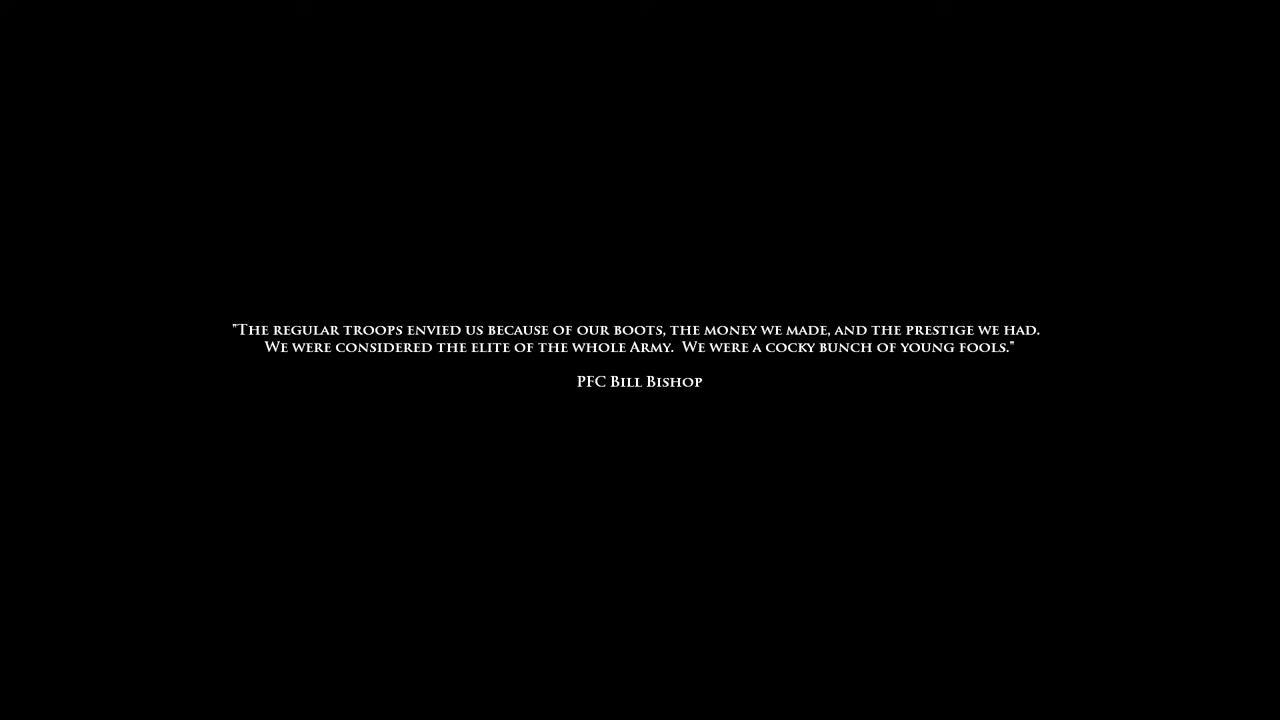 "The regular troops envied us because of our boots, the money we made, and the prestige we had.
We were considered the elite of the whole Army.  We were a cocky bunch of young fools."
PFC Bill Bishop